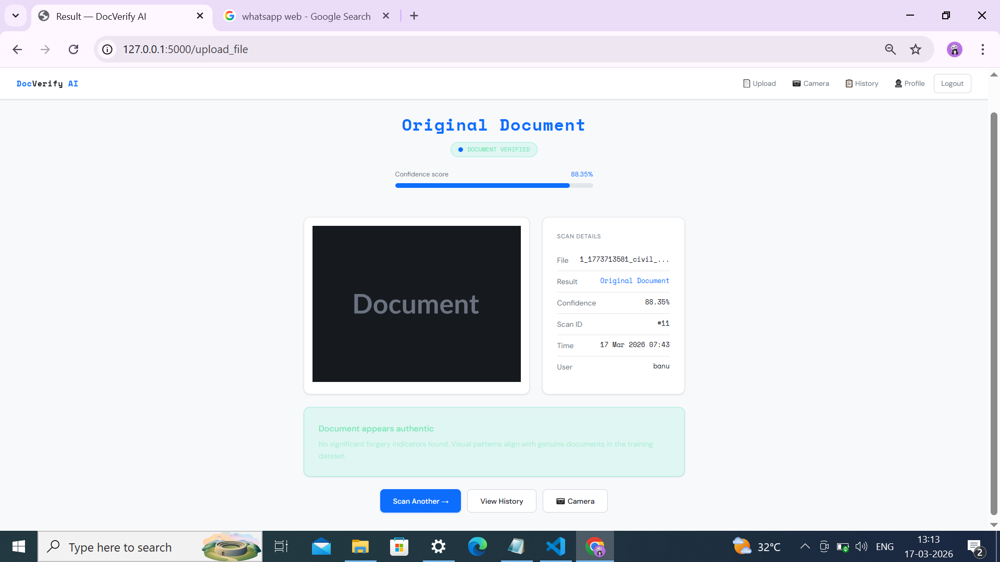 Result — DocVerify AI
whatsapp web - Google Search
127.0.0.1:5000/upload_file
DocVerify AI
Upload
Camera
History
Profile
Logout
Original Document
DOCUMENT VERIFIED
Confidence score 88.35%
Document
SCAN DETAILS
File 1_1773713581_civil_...
Result Original Document
Confidence 88.35%
Scan ID #11
Time 17 Mar 2026 07:43
User banu
Document appears authentic
No significant forgery indicators found. Visual patterns align with genuine documents in the training
dataset.
Scan Another →
View History
Camera
Type here to search
32°C
ENG
13:13
17-03-2026
2